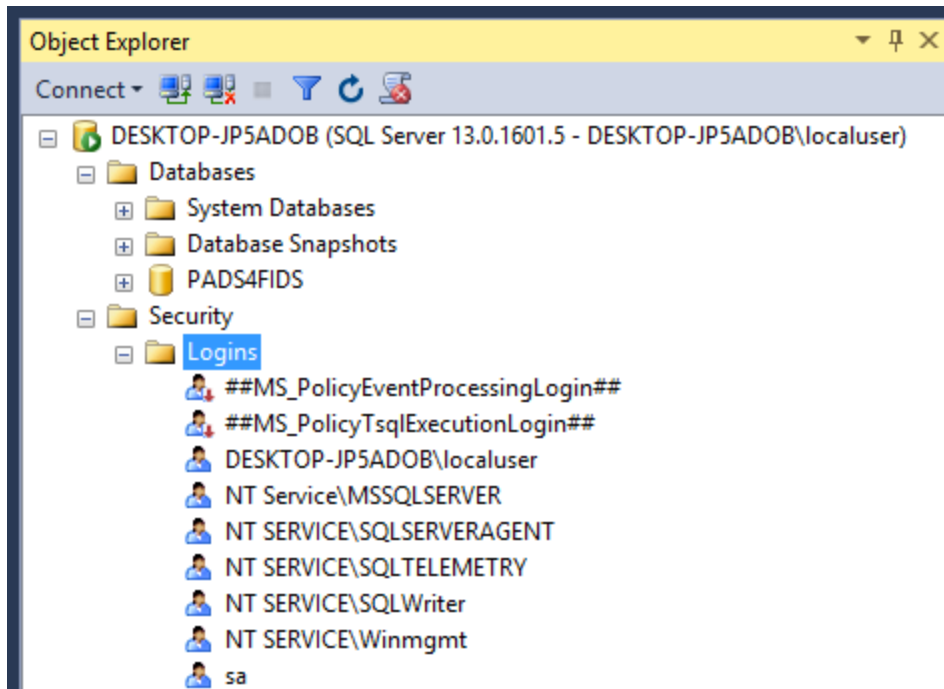 Object Explorer
Connect
DESKTOP-JP5ADOB (SQL Server 13.0.1601.5 - DESKTOP-JP5ADOB\localuser)
Databases
System Databases
Database Snapshots
PADS4FIDS
Security
Logins
##MS_PolicyEventProcessingLogin##
##MS_PolicyTsqlExecutionLogin##
DESKTOP-JP5ADOB\localuser
NT Service\MSSQLSERVER
NT SERVICE\SQLSERVERAGENT
NT SERVICE\SQLTELEMETRY
NT SERVICE\SQLWriter
NT SERVICE\Winmgmt
sa